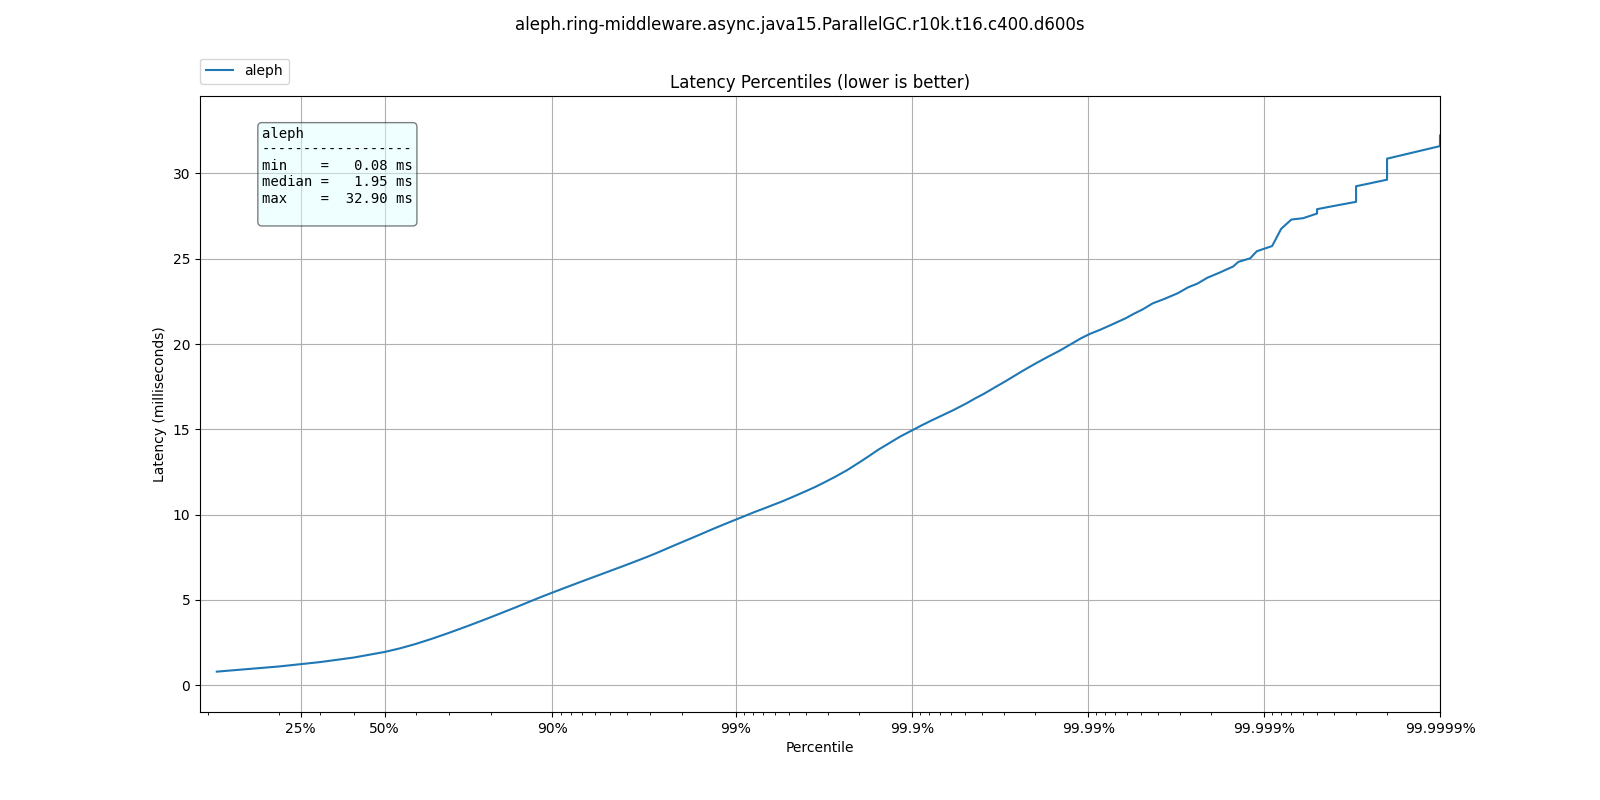 aleph.ring-middleware.async.java15.ParallelGC.r10k.t16.c400.d600s
aleph
Latency Percentiles (lower is better)
aleph
------------------
min    =   0.08 ms
median =   1.95 ms
max    =  32.90 ms
30
25
20
15
10
5
0
Latency (milliseconds)
25% 50% 90% 99% 99.9% 99.99% 99.999% 99.9999%
Percentile